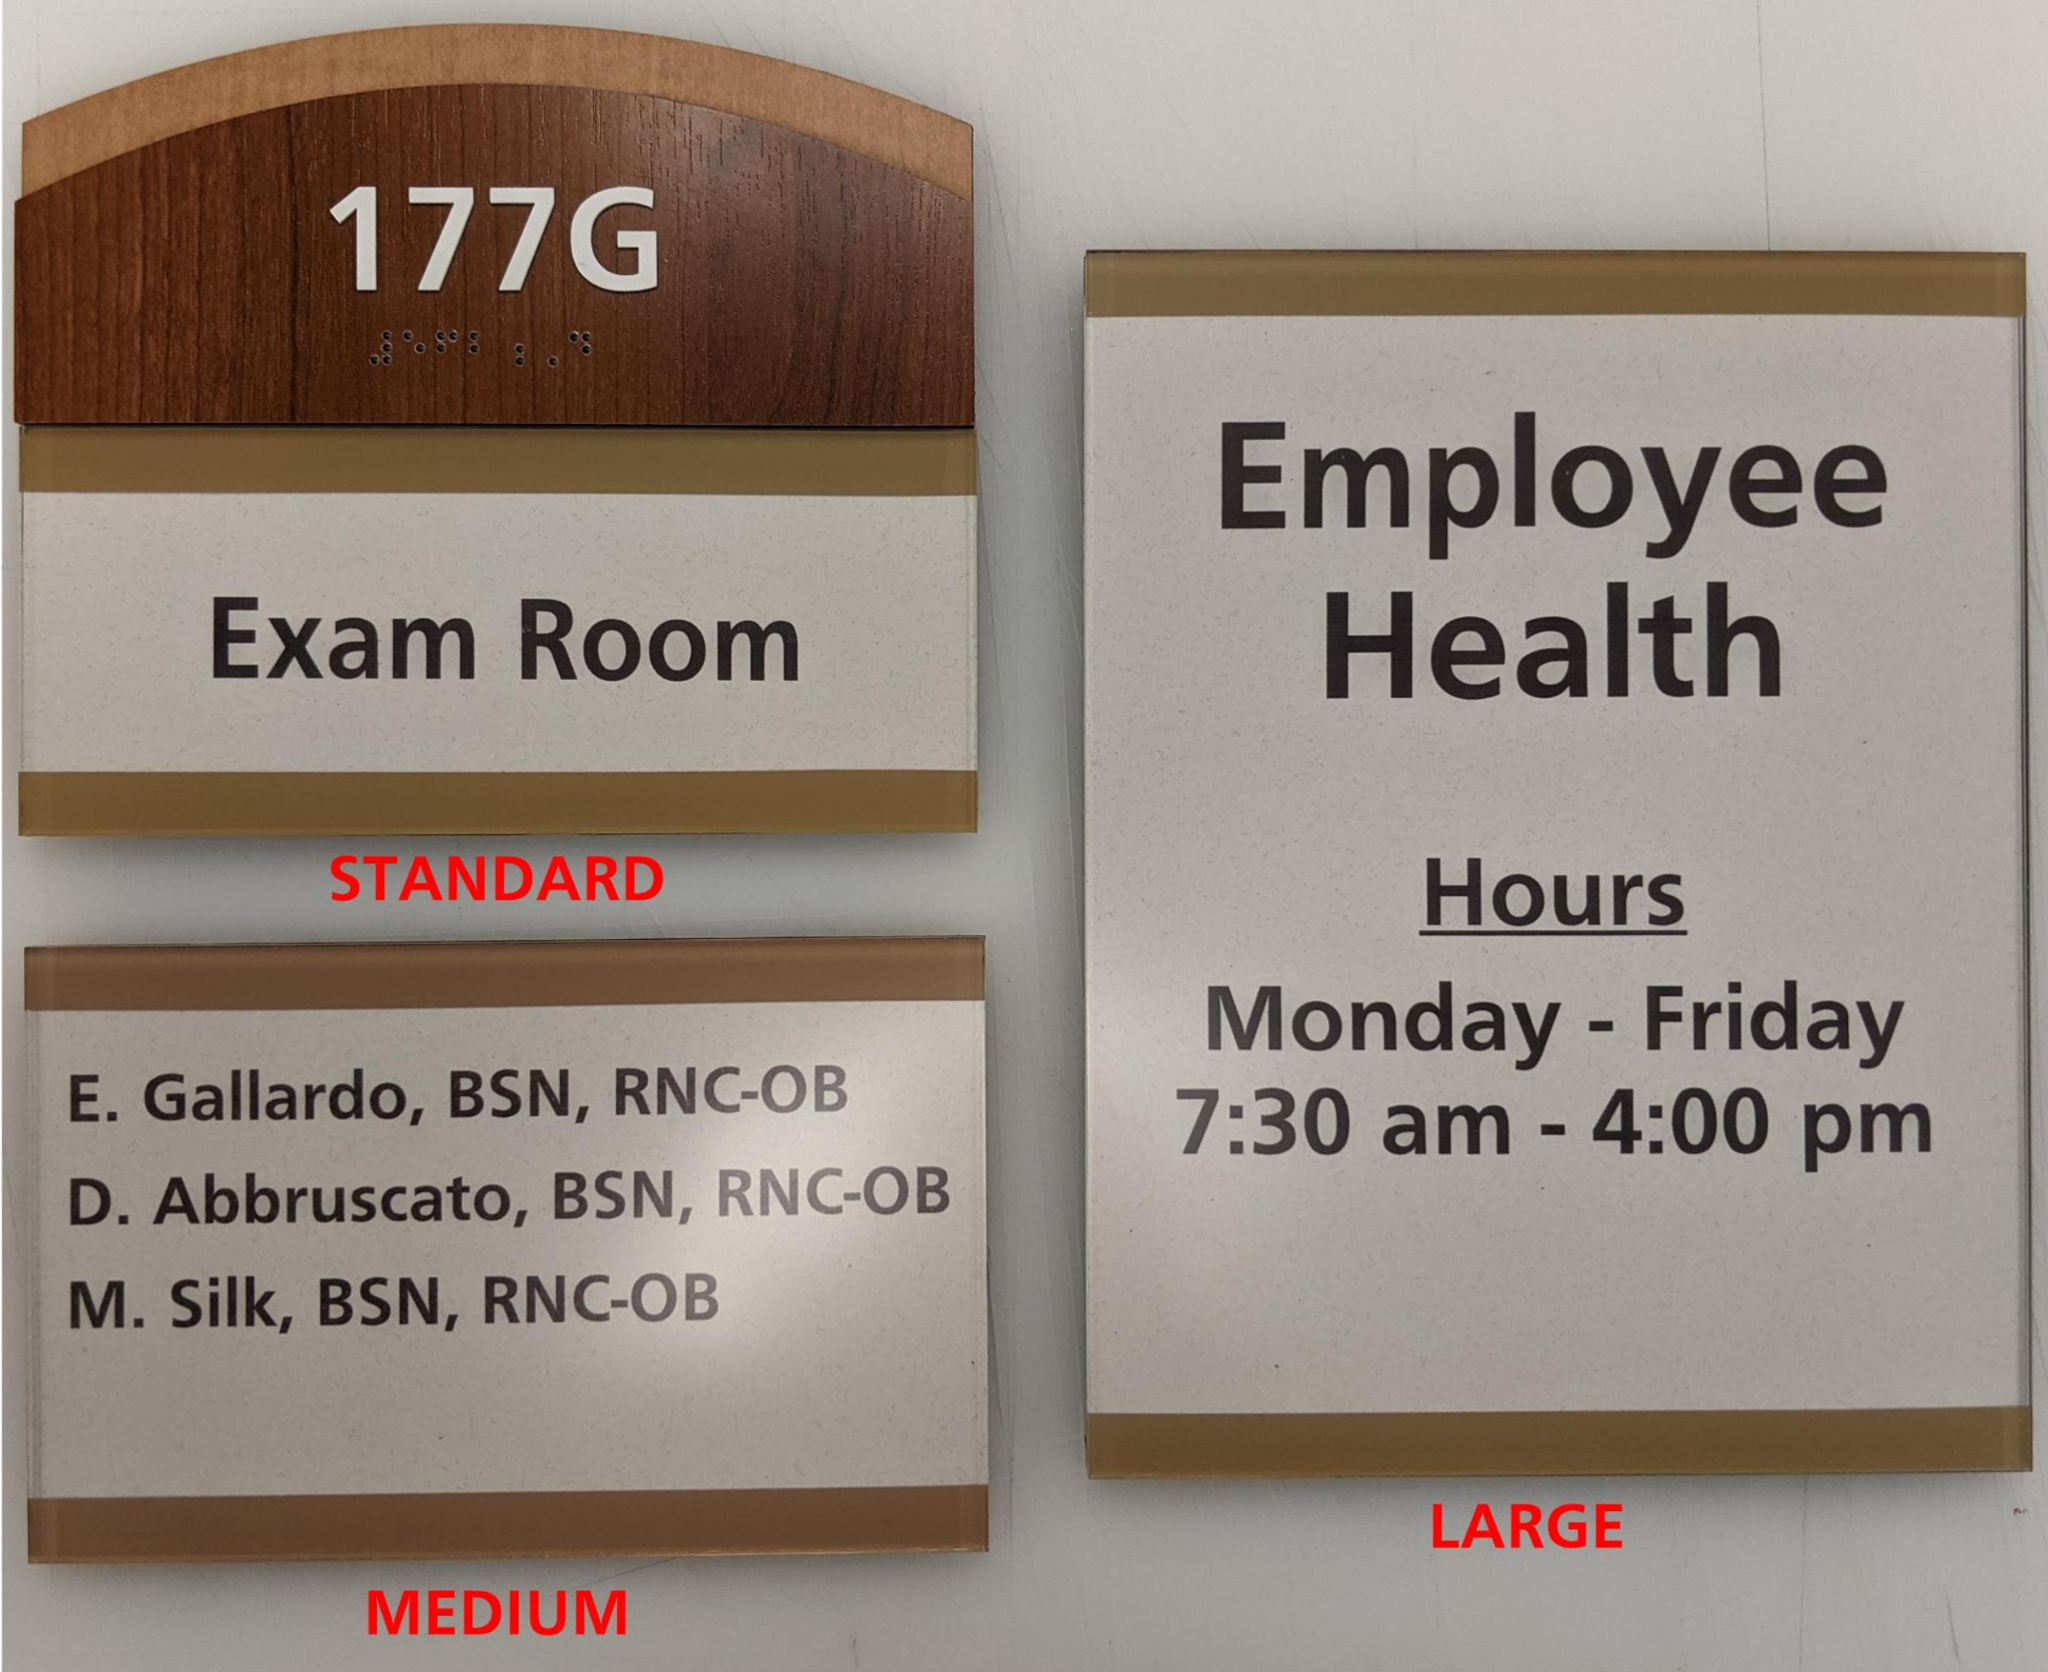 177G
⠼⠁⠛⠛⠰⠠⠛
Exam Room
STANDARD
E. Gallardo, BSN, RNC-OB
D. Abbruscato, BSN, RNC-OB
M. Silk, BSN, RNC-OB
MEDIUM
Employee
Health
Hours
Monday - Friday
7:30 am - 4:00 pm
LARGE